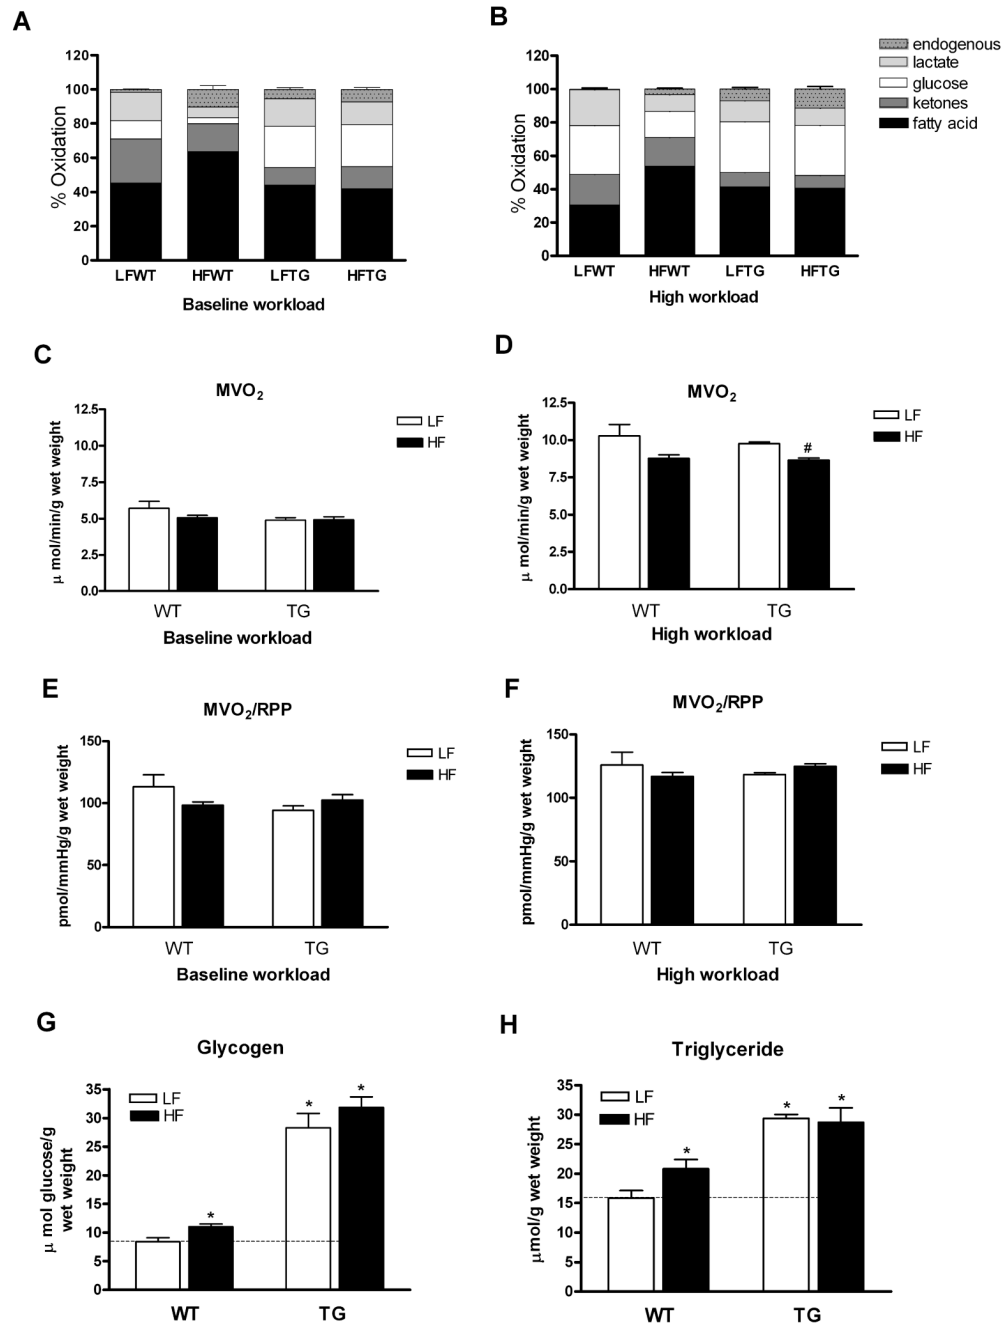 A
120
100
80
60
40
20
0
% Oxidation
LFWT HFWT LFTG HFTG
Baseline workload
B
120
100
80
60
40
20
0
% Oxidation
LFWT HFWT LFTG HFTG
High workload
endogenous
lactate
glucose
ketones
fatty acid
C
MVO2
12.5
10.0
7.5
5.0
2.5
0.0
μ mol/min/g wet weight
LF
HF
WT TG
Baseline workload
D
MVO2
12.5
10.0
7.5
5.0
2.5
0.0
μ mol/min/g wet weight
#
LF
HF
WT TG
High workload
E
MVO2/RPP
150
100
50
0
pmol/mmHg/g wet weight
LF
HF
WT TG
Baseline workload
F
MVO2/RPP
150
100
50
0
pmol/mmHg/g wet weight
LF
HF
WT TG
High workload
G
Glycogen
35
30
25
20
15
10
5
0
μ mol glucose/g
wet weight
LF
HF
* * *
WT TG
H
Triglyceride
35
30
25
20
15
10
5
0
μmol/g wet weight
LF
HF
* * *
WT TG